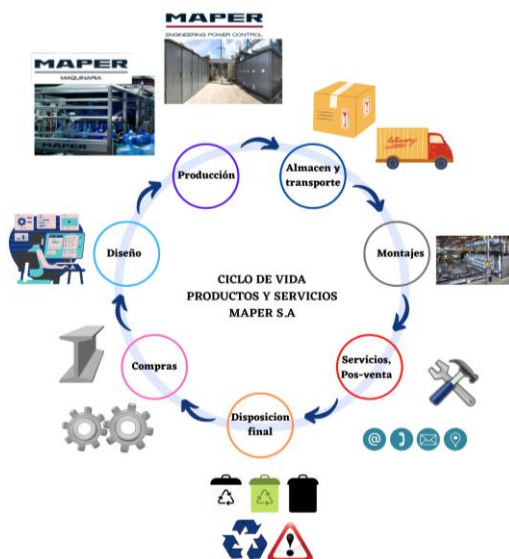 MAPER
ENGINEERING POWER CONTROL
MAPER
MAQUINARIA
Producción
Almacen y
transporte
delivery
Diseño
Montajes
CICLO DE VIDA
PRODUCTOS Y SERVICIOS
MAPER S.A
Compras
Servicios,
Pos-venta
Disposicion
final